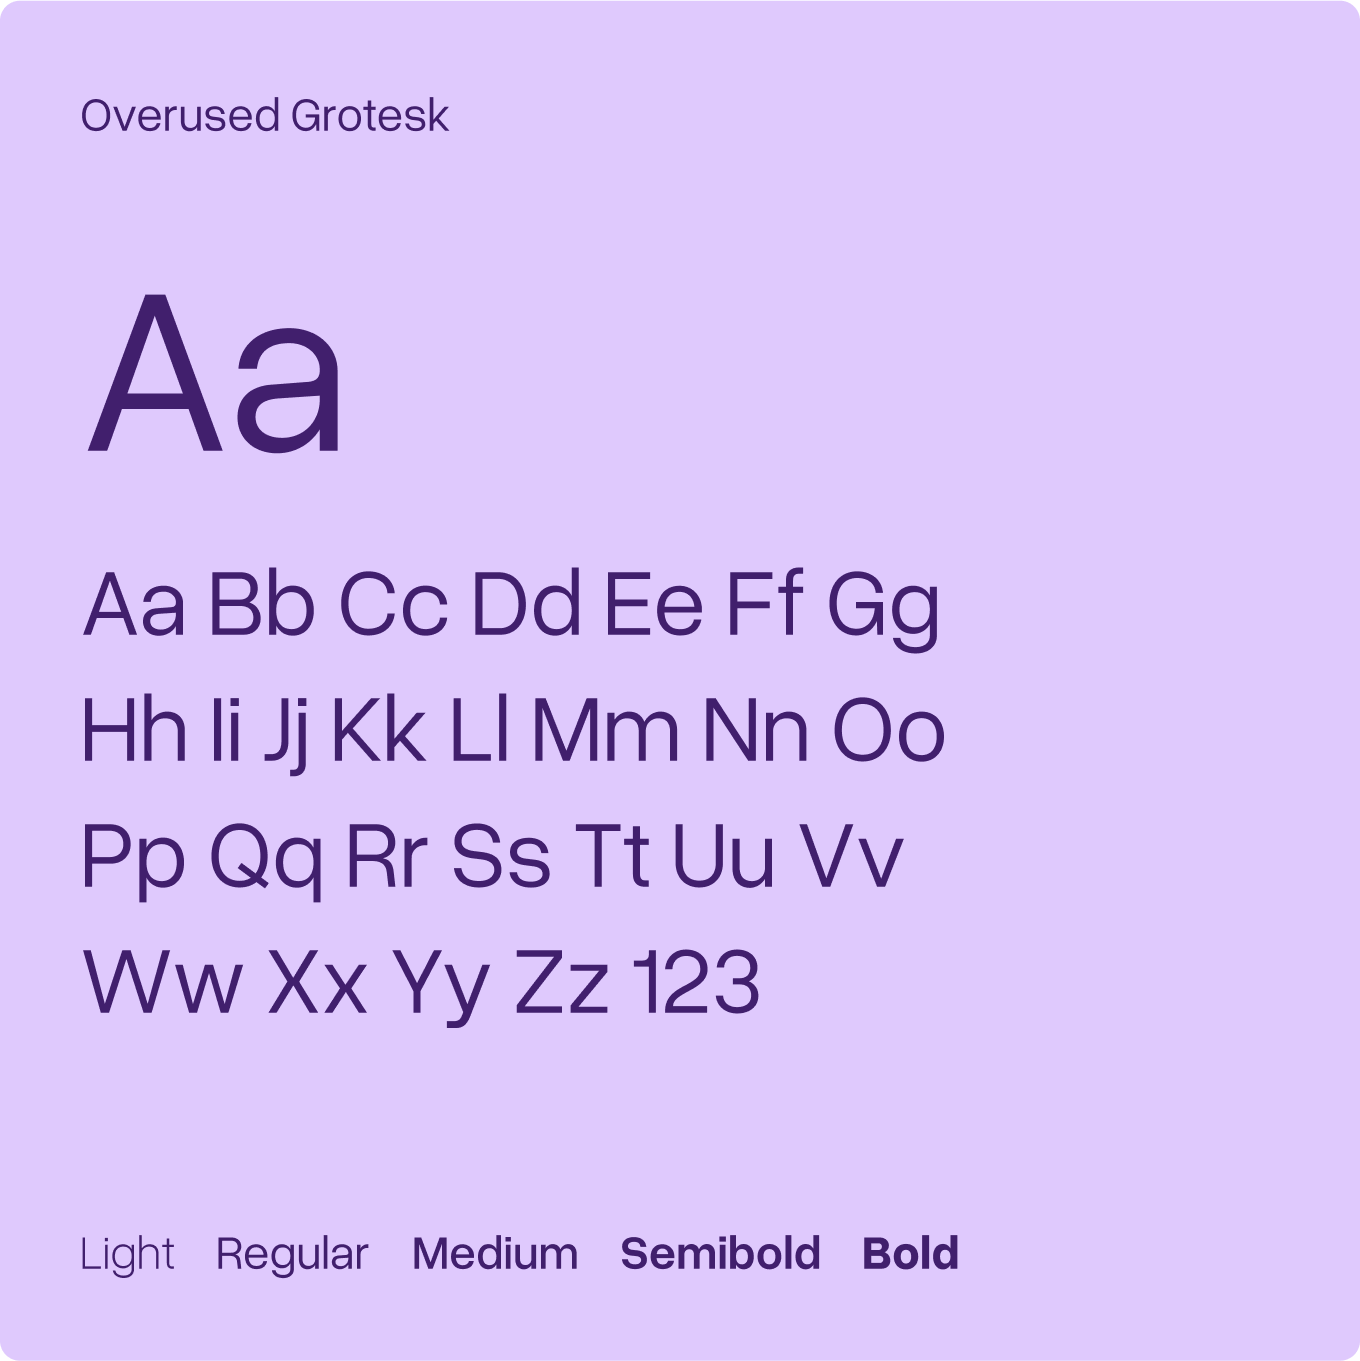 Overused Grotesk
Aa
Aa Bb Cc Dd Ee Ff Gg
Hh Ii Jj Kk Ll Mm Nn Oo
Pp Qq Rr Ss Tt Uu Vv
Ww Xx Yy Zz 123
Light Regular Medium Semibold Bold